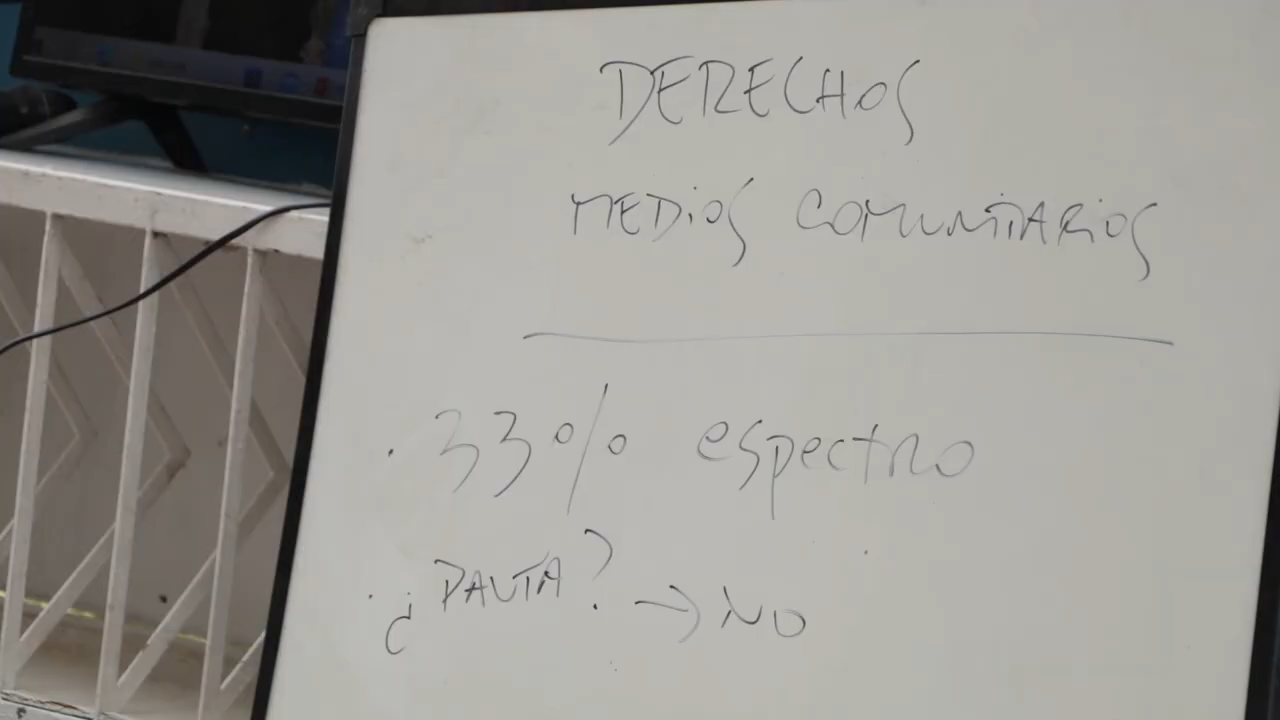 DERECHOS
MEDiOS COMUNITARiOS
· 33% espectro
· ¿PAUTA? → NO